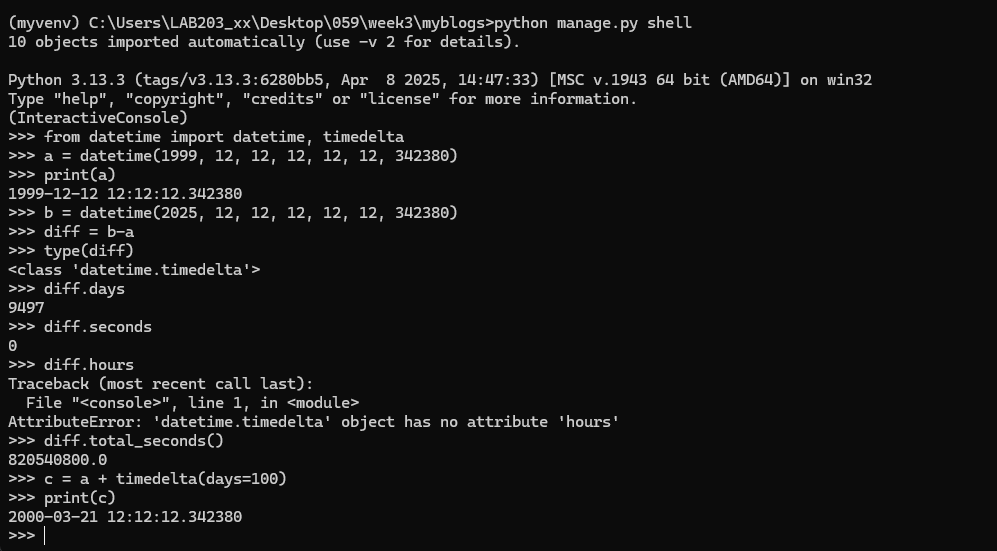 (myvenv) C:\Users\LAB203_xx\Desktop\059\week3\myblogs>python manage.py shell
10 objects imported automatically (use -v 2 for details).

Python 3.13.3 (tags/v3.13.3:6280bb5, Apr  8 2025, 14:47:33) [MSC v.1943 64 bit (AMD64)] on win32
Type "help", "copyright", "credits" or "license" for more information.
(InteractiveConsole)
>>> from datetime import datetime, timedelta
>>> a = datetime(1999, 12, 12, 12, 12, 12, 342380)
>>> print(a)
1999-12-12 12:12:12.342380
>>> b = datetime(2025, 12, 12, 12, 12, 12, 342380)
>>> diff = b-a
>>> type(diff)
<class 'datetime.timedelta'>
>>> diff.days
9497
>>> diff.seconds
0
>>> diff.hours
Traceback (most recent call last):
  File "<console>", line 1, in <module>
AttributeError: 'datetime.timedelta' object has no attribute 'hours'
>>> diff.total_seconds()
820540800.0
>>> c = a + timedelta(days=100)
>>> print(c)
2000-03-21 12:12:12.342380
>>>